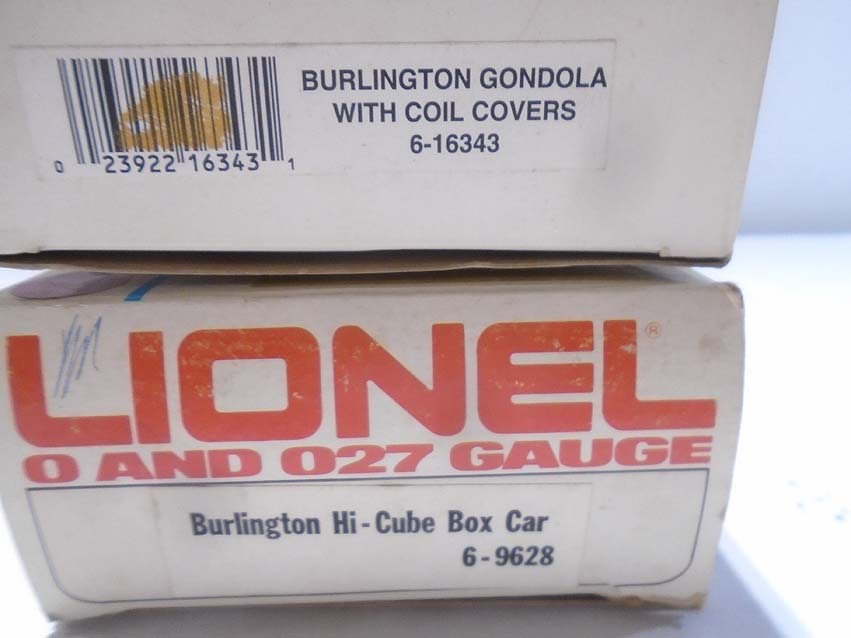 BURLINGTON GONDOLA
WITH COIL COVERS
6-16343
0 23922 16343 1
LIONEL®
O AND O27 GAUGE
Burlington Hi-Cube Box Car
6-9628